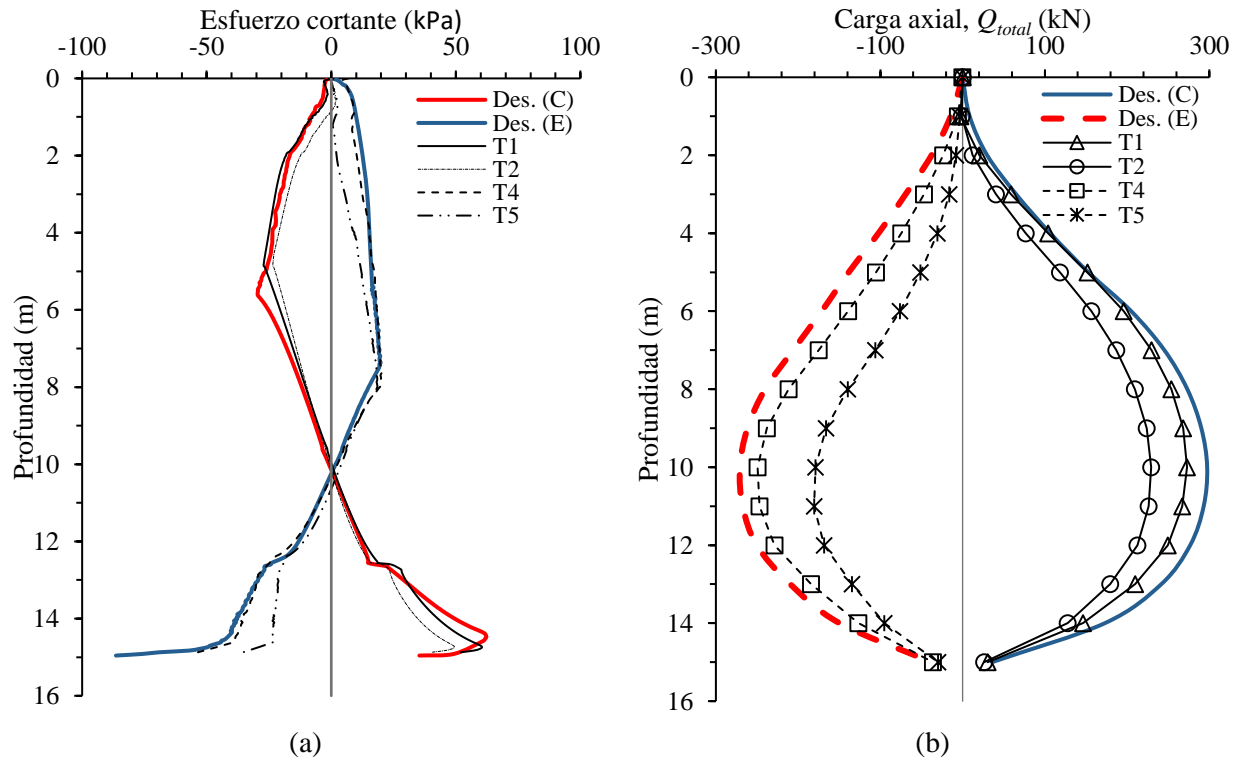 Esfuerzo cortante (kPa)
-100 -50 0 50 100
0
2
4
6
8
10
12
14
16
Profundidad (m)
Des. (C)
Des. (E)
T1
T2
T4
T5
(a)
Carga axial, Q_total (kN)
-300 -100 100 300
0
2
4
6
8
10
12
14
16
Profundidad (m)
Des. (C)
Des. (E)
T1
T2
T4
T5
(b)